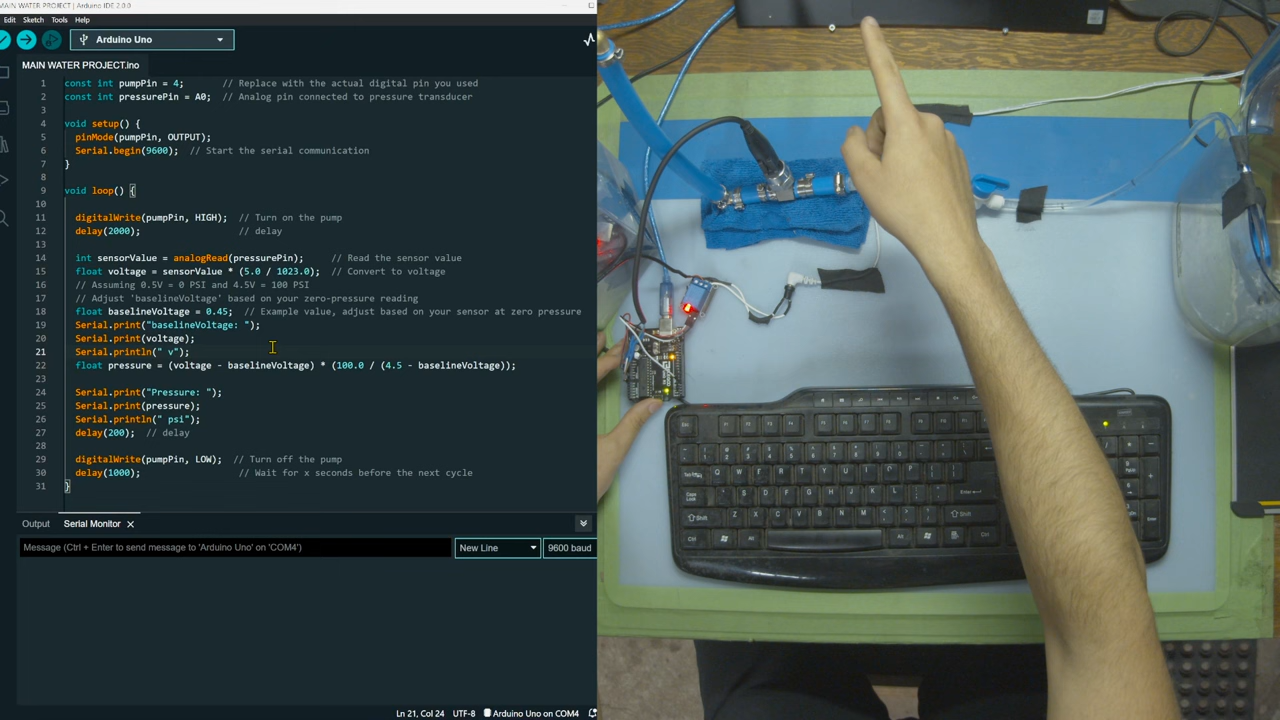 MAIN WATER PROJECT | Arduino IDE 2.0.0
Edit Sketch Tools Help
Arduino Uno
MAIN WATER PROJECT.ino
1 const int pumpPin = 4; // Replace with the actual digital pin you used
2 const int pressurePin = A0; // Analog pin connected to pressure transducer
3
4 void setup() {
5 pinMode(pumpPin, OUTPUT);
6 Serial.begin(9600); // Start the serial communication
7 }
8
9 void loop() {
10
11 digitalWrite(pumpPin, HIGH); // Turn on the pump
12 delay(2000); // delay
13
14 int sensorValue = analogRead(pressurePin); // Read the sensor value
15 float voltage = sensorValue * (5.0 / 1023.0); // Convert to voltage
16 // Assuming 0.5V = 0 PSI and 4.5V = 100 PSI
17 // Adjust 'baselineVoltage' based on your zero-pressure reading
18 float baselineVoltage = 0.45; // Example value, adjust based on your sensor at zero pressure
19 Serial.print("baselineVoltage: ");
20 Serial.print(voltage);
21 Serial.println(" v");
22 float pressure = (voltage - baselineVoltage) * (100.0 / (4.5 - baselineVoltage));
23
24 Serial.print("Pressure: ");
25 Serial.print(pressure);
26 Serial.println(" psi");
27 delay(200); // delay
28
29 digitalWrite(pumpPin, LOW); // Turn off the pump
30 delay(1000); // Wait for x seconds before the next cycle
31 }
Output Serial Monitor
Message (Ctrl + Enter to send message to 'Arduino Uno' on 'COM4')
New Line
9600 baud
Ln 21, Col 24 UTF-8 Arduino Uno on COM4